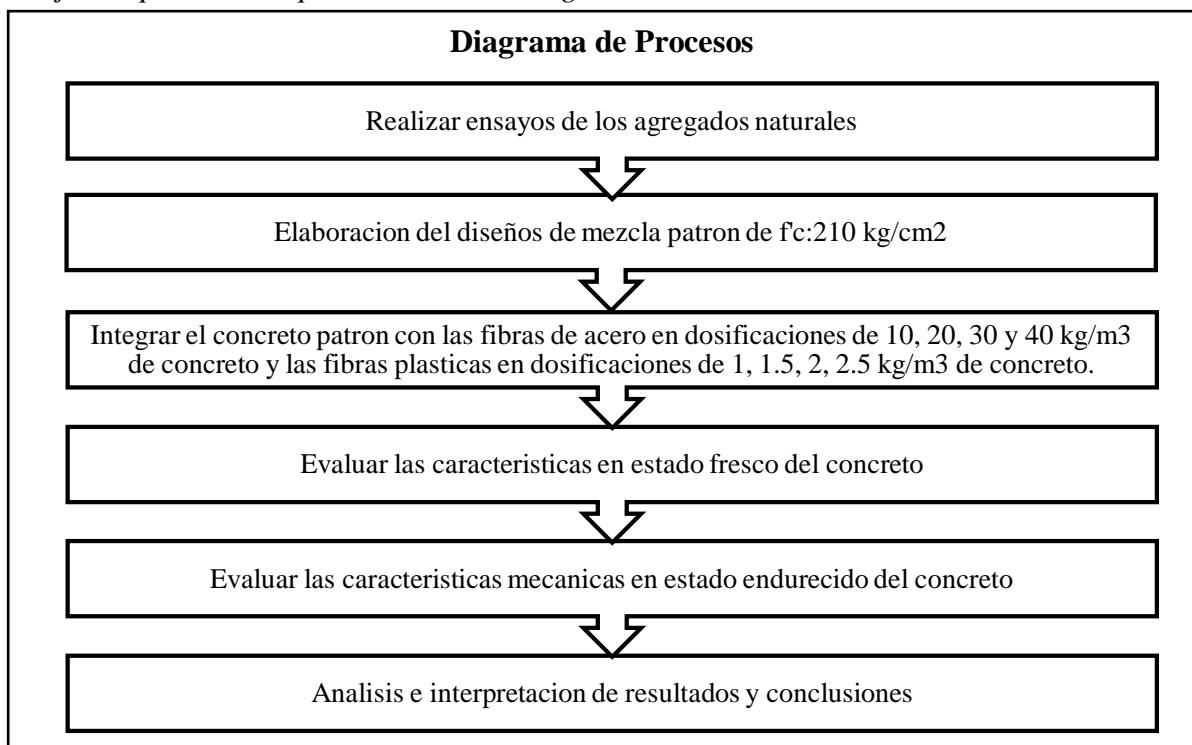 Diagrama de Procesos
Realizar ensayos de los agregados naturales
Elaboracion del diseños de mezcla patron de f'c:210 kg/cm2
Integrar el concreto patron con las fibras de acero en dosificaciones de 10, 20, 30 y 40 kg/m3
de concreto y las fibras plasticas en dosificaciones de 1, 1.5, 2, 2.5 kg/m3 de concreto.
Evaluar las caracteristicas en estado fresco del concreto
Evaluar las caracteristicas mecanicas en estado endurecido del concreto
Analisis e interpretacion de resultados y conclusiones